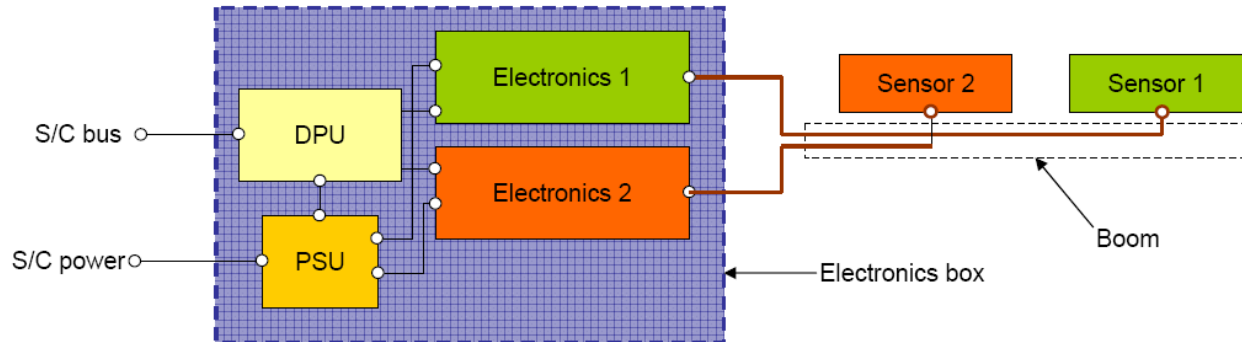 Electronics 1
Sensor 2
Sensor 1
S/C bus
DPU
Electronics 2
Boom
S/C power
PSU
Electronics box